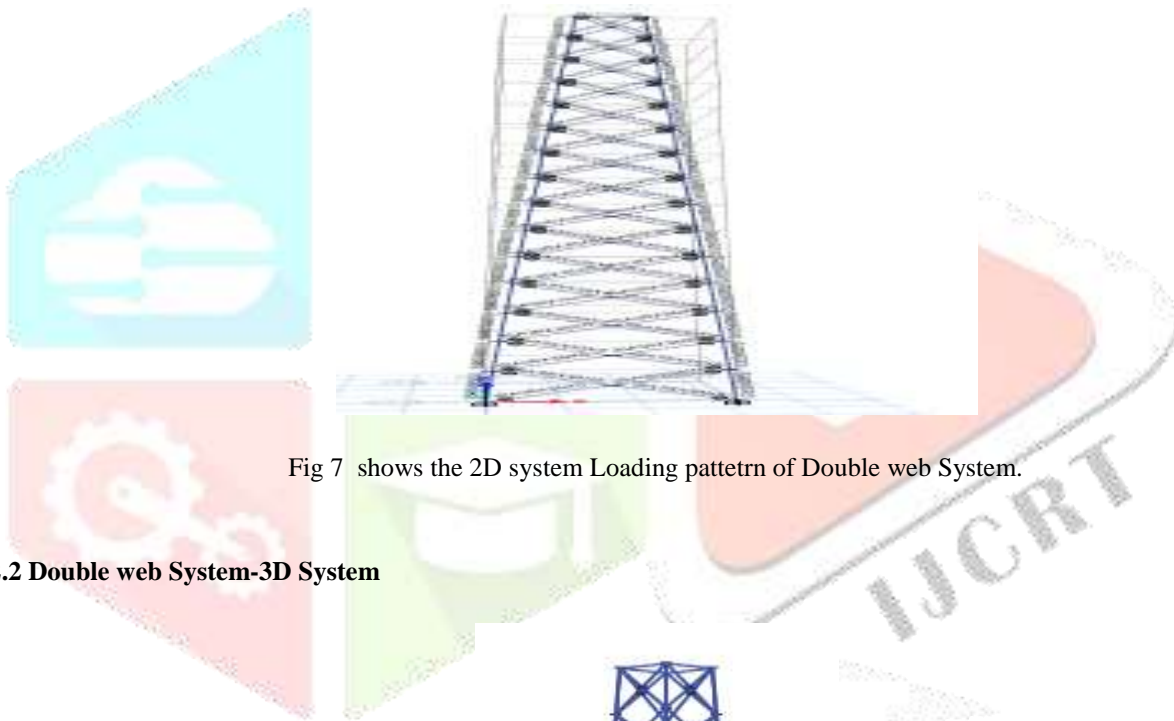 Fig 7 shows the 2D system Loading pattetrn of Double web System.
.2 Double web System-3D System
IJCRT